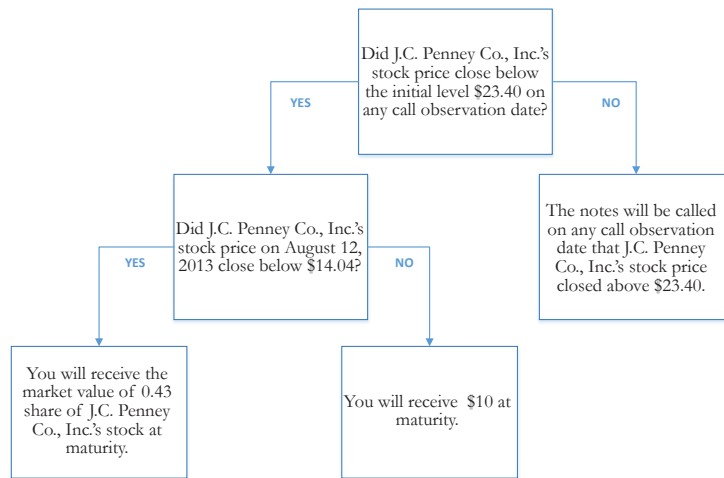 Did J.C. Penney Co., Inc.'s
stock price close below
the initial level $23.40 on
any call observation date?
YES
NO
Did J.C. Penney Co., Inc.'s
stock price on August 12,
2013 close below $14.04?
The notes will be called
on any call observation
date that J.C. Penney
Co., Inc.'s stock price
closed above $23.40.
YES
NO
You will receive the
market value of 0.43
share of J.C. Penney
Co., Inc.'s stock at
maturity.
You will receive $10 at
maturity.